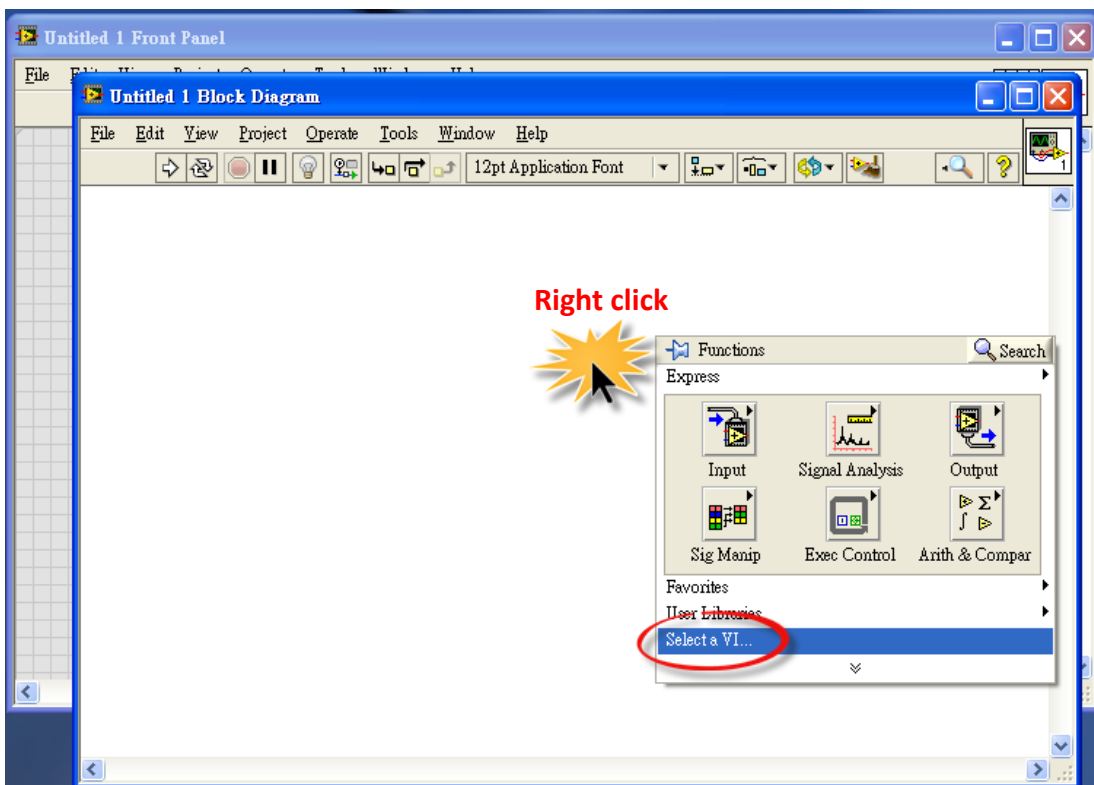 Untitled 1 Front Panel
File
Untitled 1 Block Diagram
File Edit View Project Operate Tools Window Help
12pt Application Font
1
Right click
Functions Search
Express
Input Signal Analysis Output
Sig Manip Exec Control Arith & Compar
Favorites
User Libraries
Select a VI...